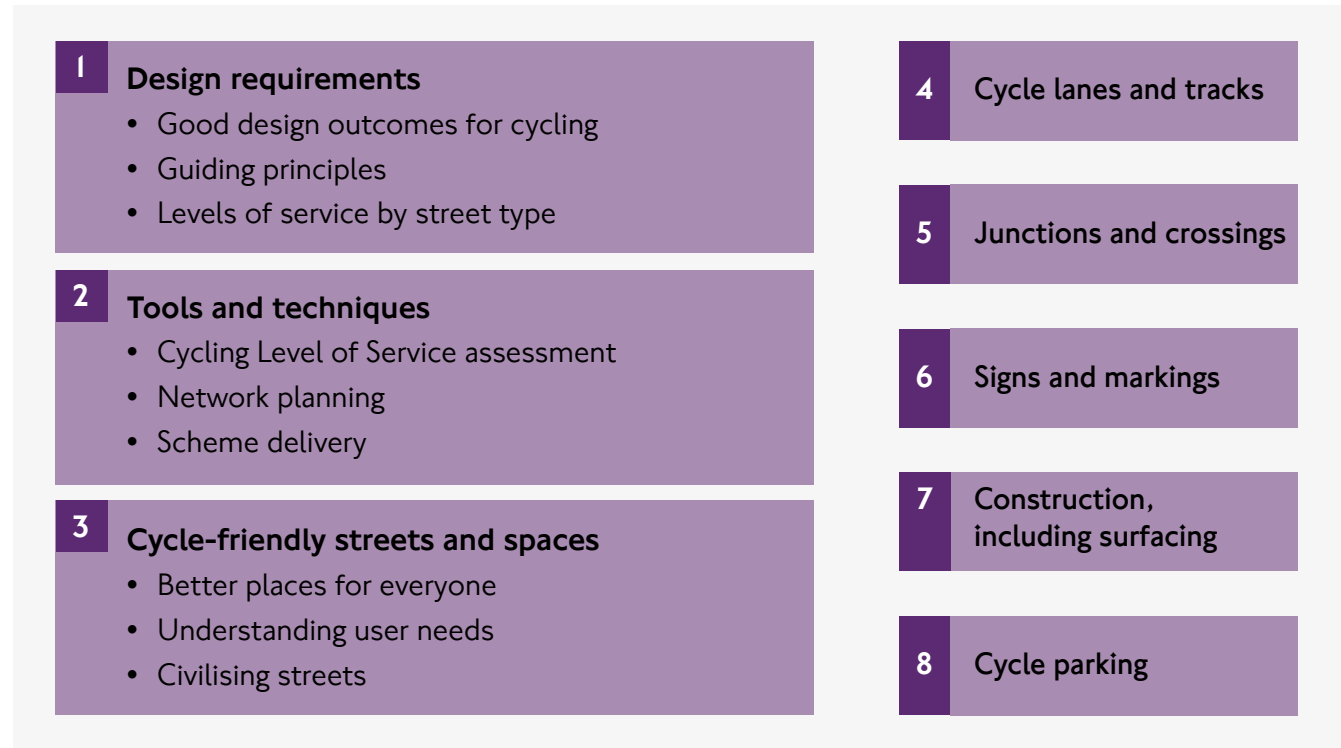 1
Design requirements
• Good design outcomes for cycling
• Guiding principles
• Levels of service by street type
2
Tools and techniques
• Cycling Level of Service assessment
• Network planning
• Scheme delivery
3
Cycle-friendly streets and spaces
• Better places for everyone
• Understanding user needs
• Civilising streets
4 Cycle lanes and tracks
5 Junctions and crossings
6 Signs and markings
7 Construction,
including surfacing
8 Cycle parking